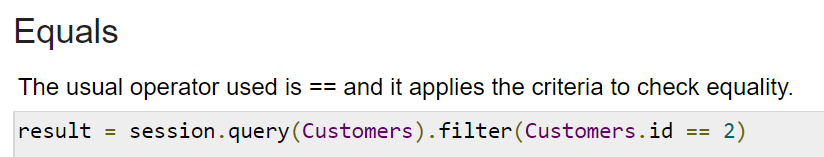 Equals
The usual operator used is == and it applies the criteria to check equality.
result = session.query(Customers).filter(Customers.id == 2)